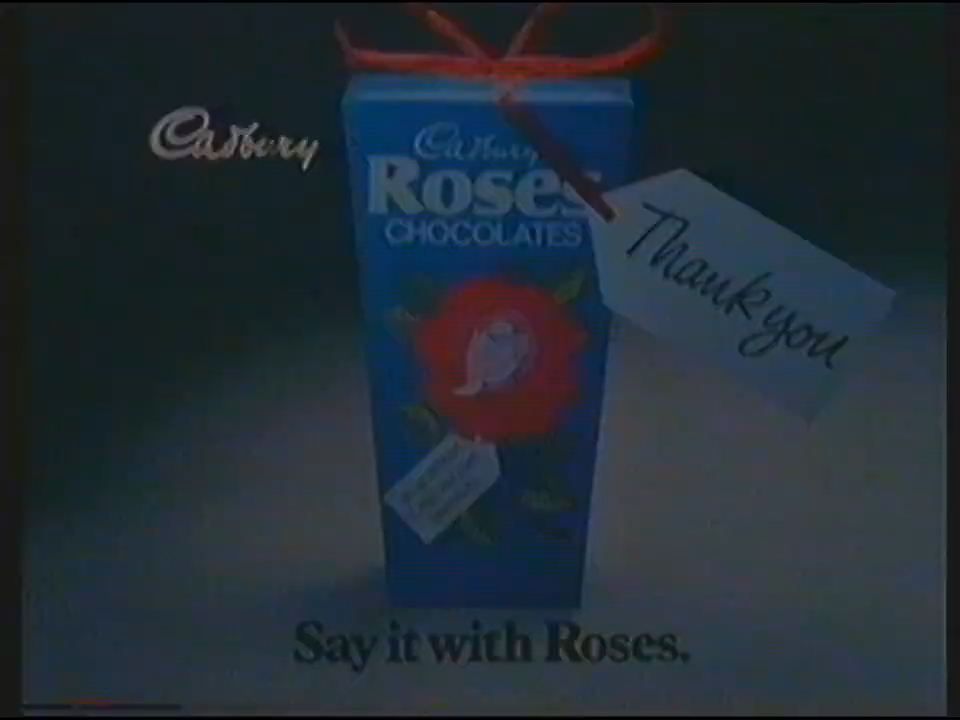 Cadbury
Cadbury
Roses
CHOCOLATES
Thank you
Say it with Roses.